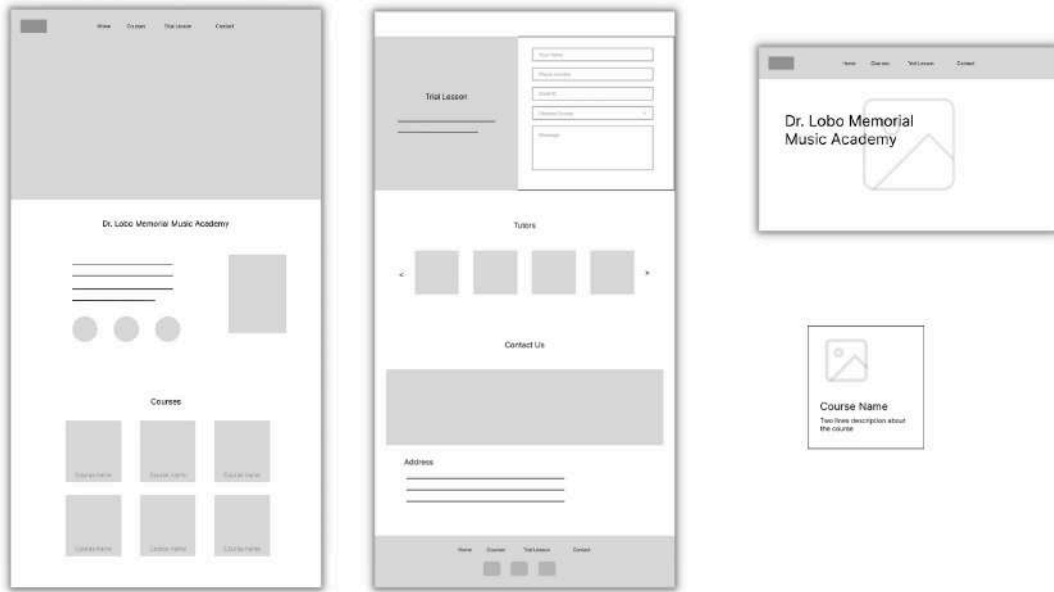 Home Courses Trial Lesson Contact
Dr. Lobo Memorial Music Academy
Courses
Course name Course name Course name
Course name Course name Course name
Trial Lesson
Your Name
Phone number
Email ID
Choose Course
Message
Tutors
< >
Contact Us
Address
Home Courses Trial Lesson Contact
Home Courses Trial Lesson Contact
Dr. Lobo Memorial
Music Academy
Course Name
Two lines description about
the course